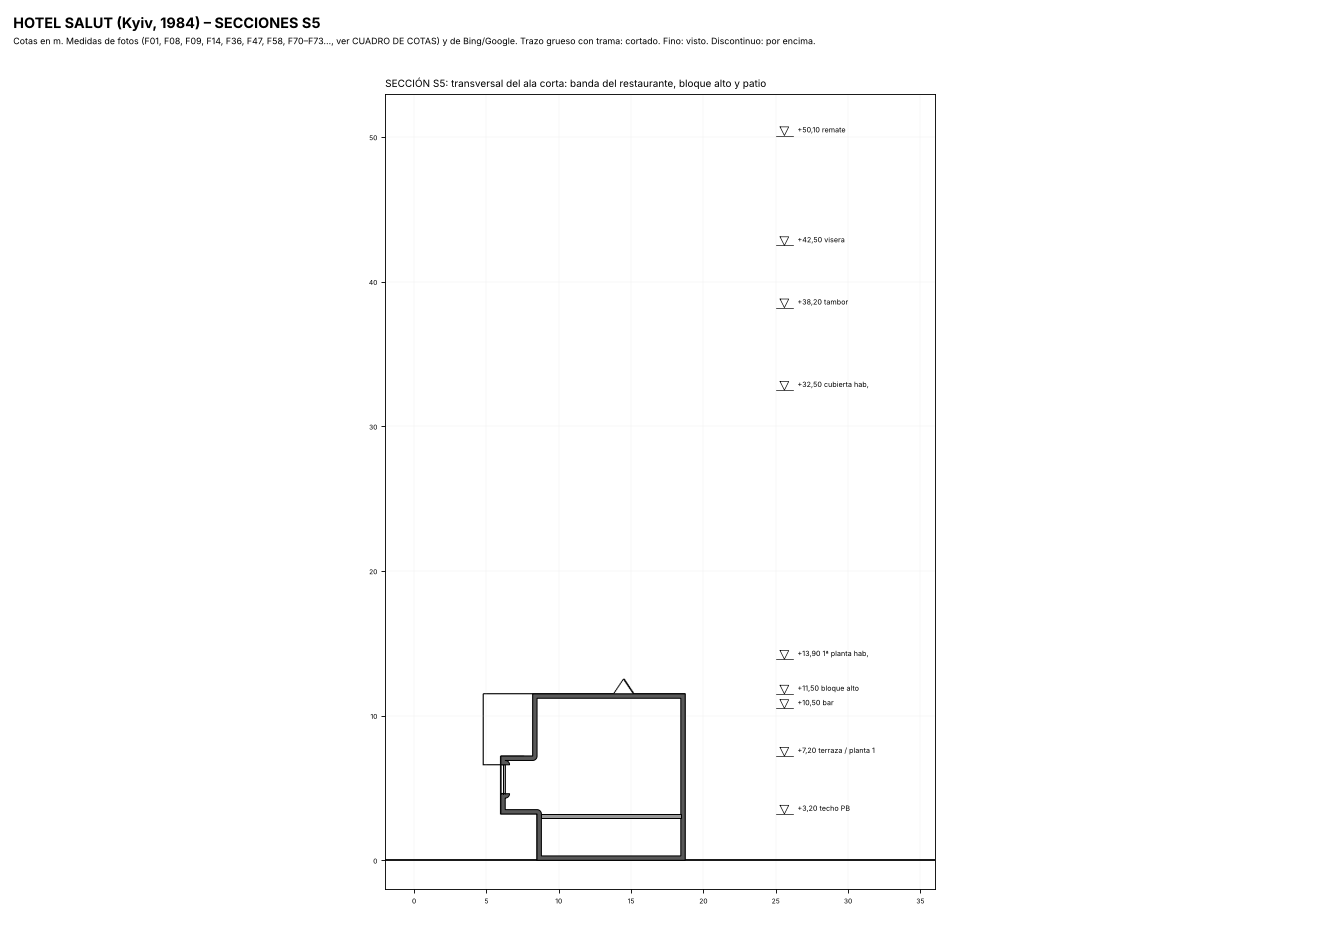 HOTEL SALUT (Kyiv, 1984) – SECCIONES S5
Cotas en m. Medidas de fotos (F01, F08, F09, F14, F36, F47, F58, F70–F73…, ver CUADRO DE COTAS) y de Bing/Google. Trazo grueso con trama: cortado. Fino: visto. Discontinuo: por encima.
SECCIÓN S5: transversal del ala corta: banda del restaurante, bloque alto y patio
50
+50,10 remate
+42,50 visera
40
+38,20 tambor
+32,50 cubierta hab,
30
20
+13,90 1ª planta hab,
+11,50 bloque alto
+10,50 bar
10
+7,20 terraza / planta 1
+3,20 techo PB
0
0 5 10 15 20 25 30 35